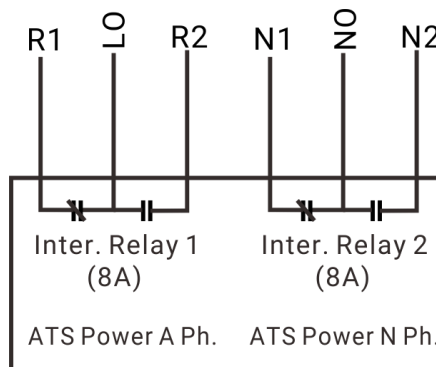 R1 LO R2 N1 NO N2
Inter. Relay 1 Inter. Relay 2
(8A) (8A)
ATS Power A Ph. ATS Power N Ph.